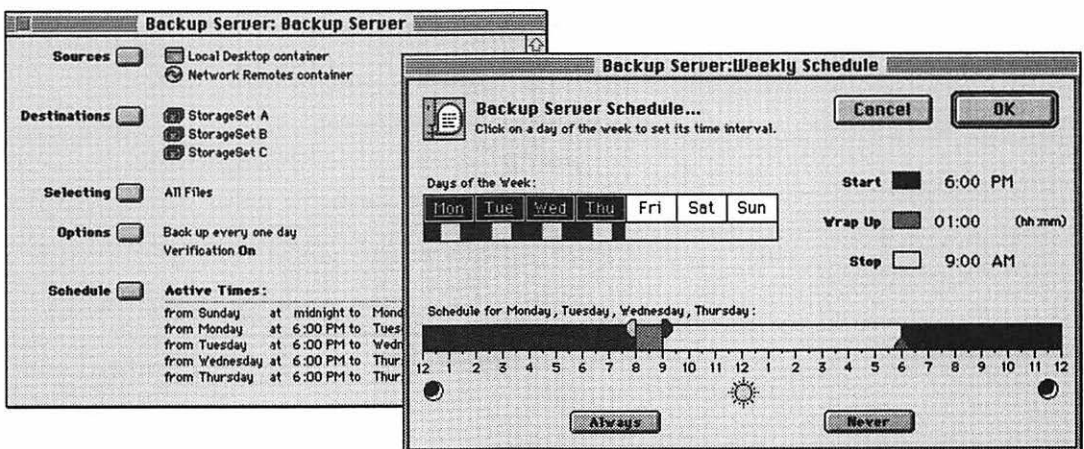 Backup Server: Backup Server
Sources
Local Desktop container
Network Remotes container
Destinations
StorageSet A
StorageSet B
StorageSet C
Selecting
All Files
Options
Back up every one day
Verification On
Schedule
Active Times:
from Sunday at midnight to Mond
from Monday at 6:00 PM to Tues
from Tuesday at 6:00 PM to Wedn
from Wednesday at 6:00 PM to Thur
from Thursday at 6:00 PM to Thur
Backup Server:Weekly Schedule
Backup Server Schedule...
Click on a day of the week to set its time interval.
Cancel
OK
Days of the Week:
Mon Tue Wed Thu Fri Sat Sun
Start 6:00 PM
Wrap Up 01:00 (hh:mm)
Stop 9:00 AM
Schedule for Monday, Tuesday, Wednesday, Thursday:
12 1 2 3 4 5 6 7 8 9 10 11 12 1 2 3 4 5 6 7 8 9 10 11 12
Always
Never